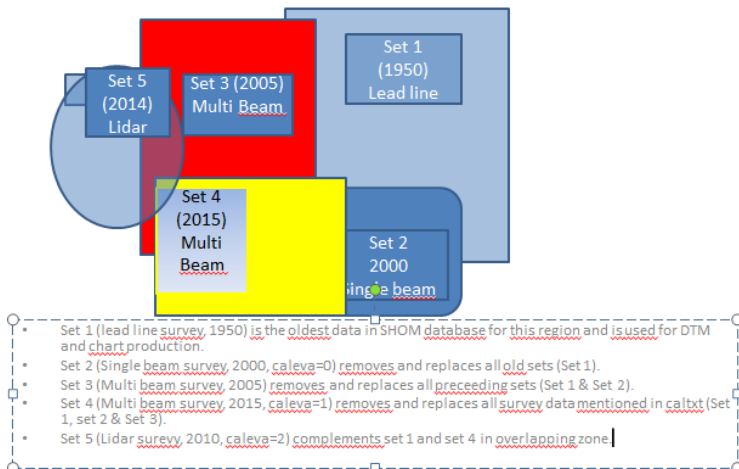 Set 1
(1950)
Lead line
Set 5
(2014)
Lidar
Set 3 (2005)
Multi Beam
Set 4
(2015)
Multi
Beam
Set 2
2000
Single beam
• Set 1 (lead line survey, 1950) is the oldest data in SHOM database for this region and is used for DTM
and chart production.
• Set 2 (Single beam survey, 2000, caleva=0) removes and replaces all old sets (Set 1).
• Set 3 (Multi beam survey, 2005) removes and replaces all preceeding sets (Set 1 & Set 2).
• Set 4 (Multi beam survey, 2015, caleva=1) removes and replaces all survey data mentioned in caltxt (Set
1, set 2 & Set 3).
• Set 5 (Lidar surevy, 2010, caleva=2) complements set 1 and set 4 in overlapping zone.